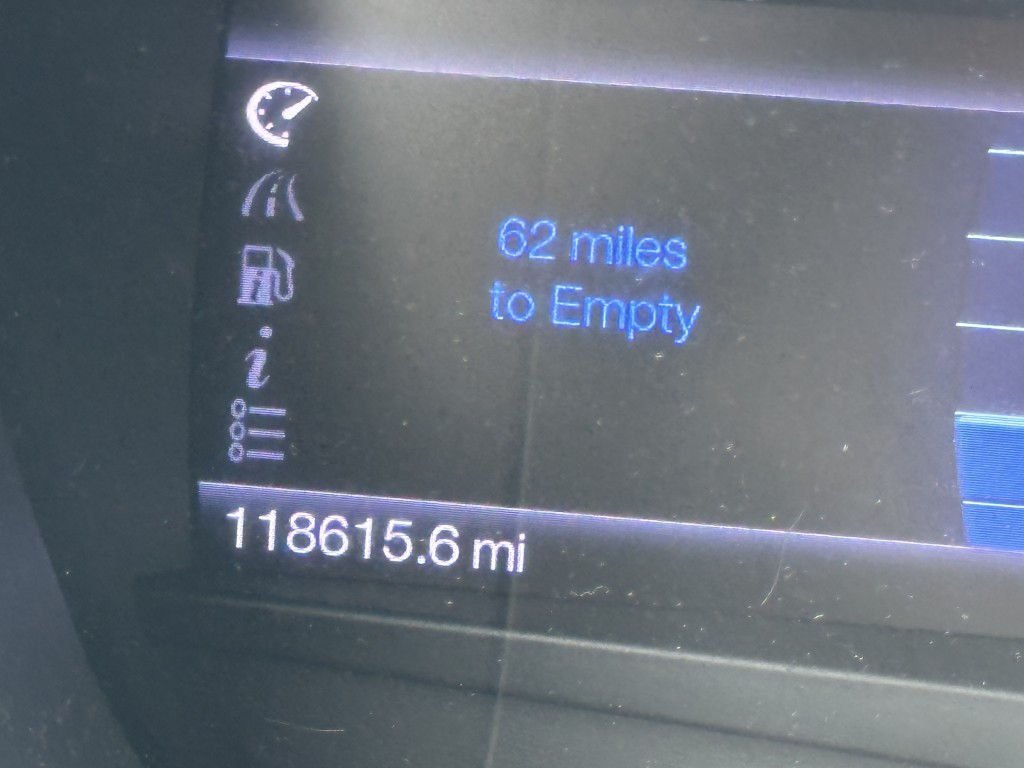 62 miles
to Empty
i
118615.6 mi